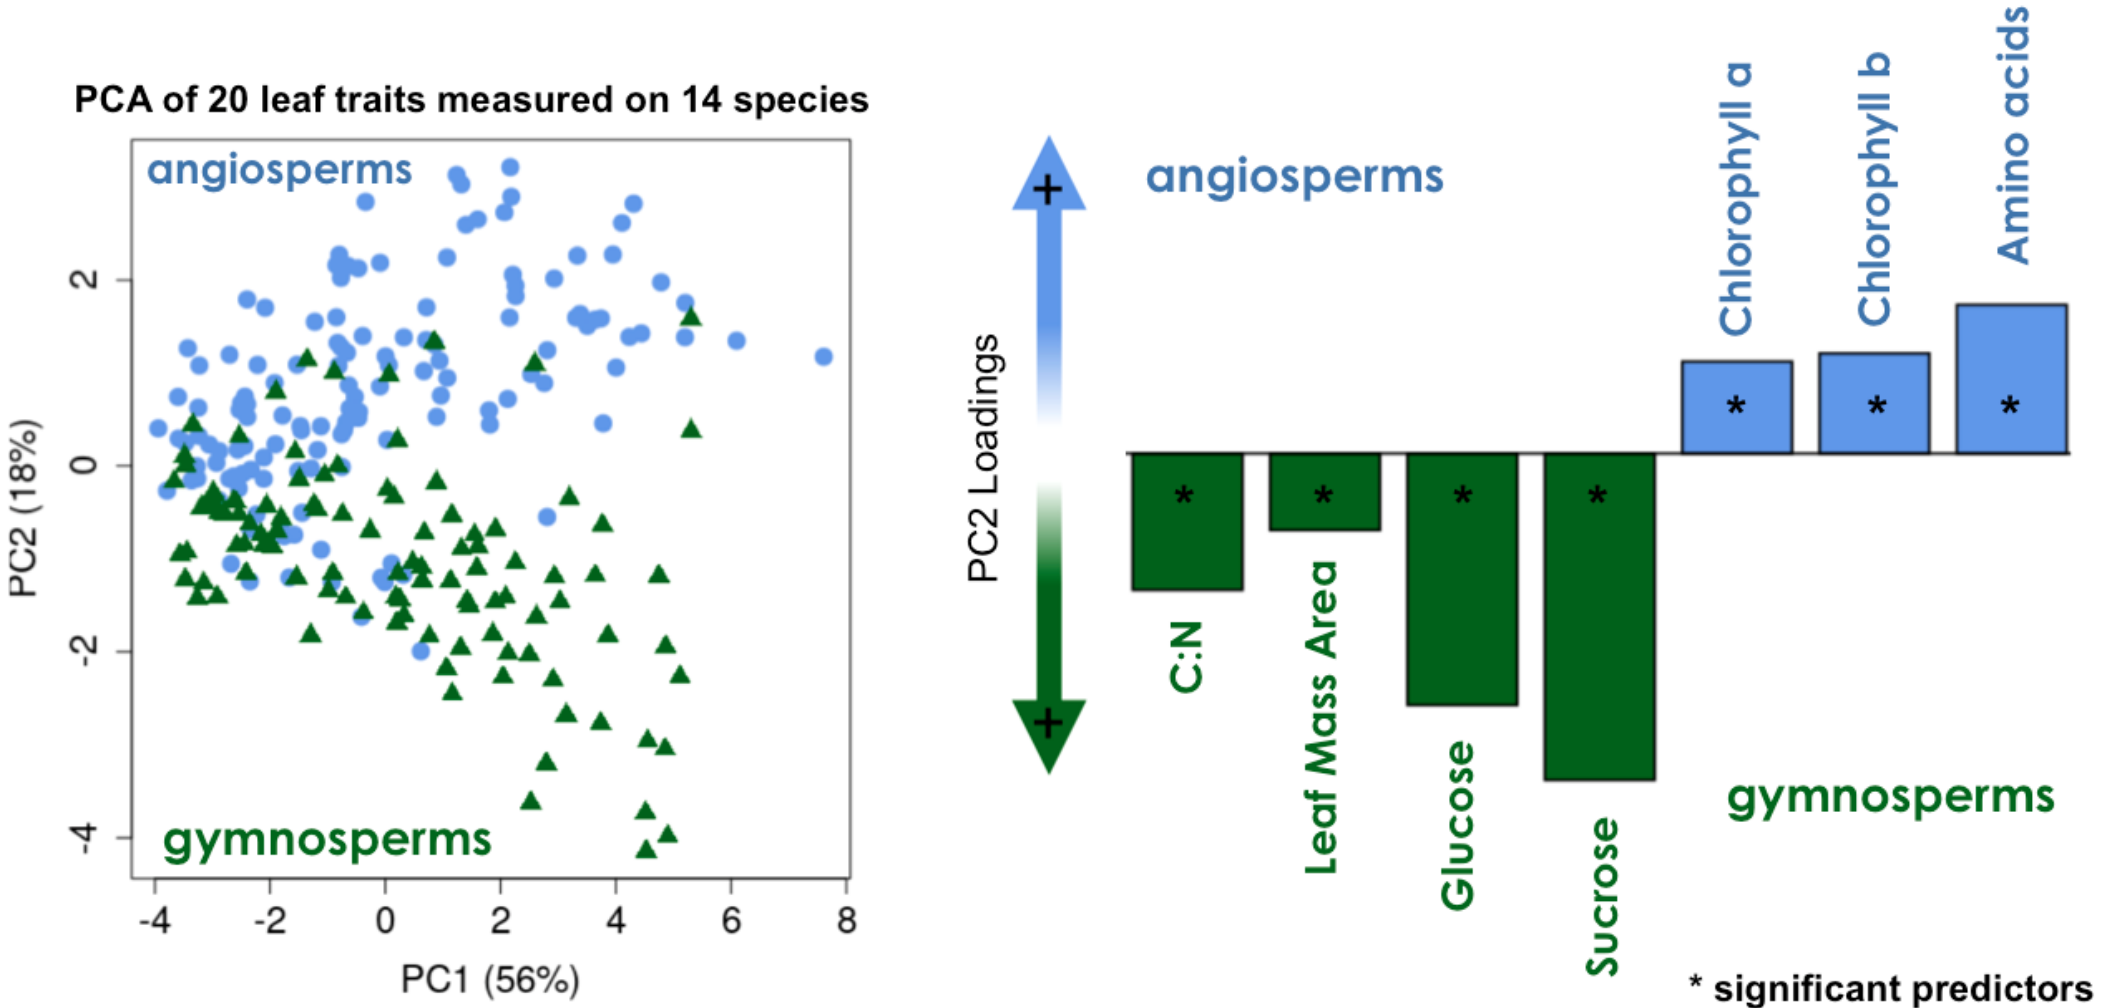 PCA of 20 leaf traits measured on 14 species
angiosperms
2
0
-2
-4
PC2 (18%)
gymnosperms
-4 -2 0 2 4 6 8
PC1 (56%)
+
PC2 Loadings
+
angiosperms
Chlorophyll a
Chlorophyll b
Amino acids
* * *
* * * *
C:N
Leaf Mass Area
Glucose
Sucrose
gymnosperms
* significant predictors